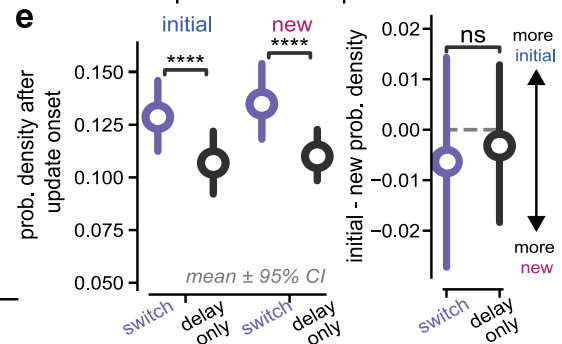 e
initial
new
****
****
prob. density after
update onset
0.150
0.125
0.100
0.075
0.050
mean ± 95% CI
switch
delay
only
switch
delay
only
initial - new prob. density
0.02
0.01
0.00
−0.01
−0.02
ns
more
initial
more
new
switch
delay
only